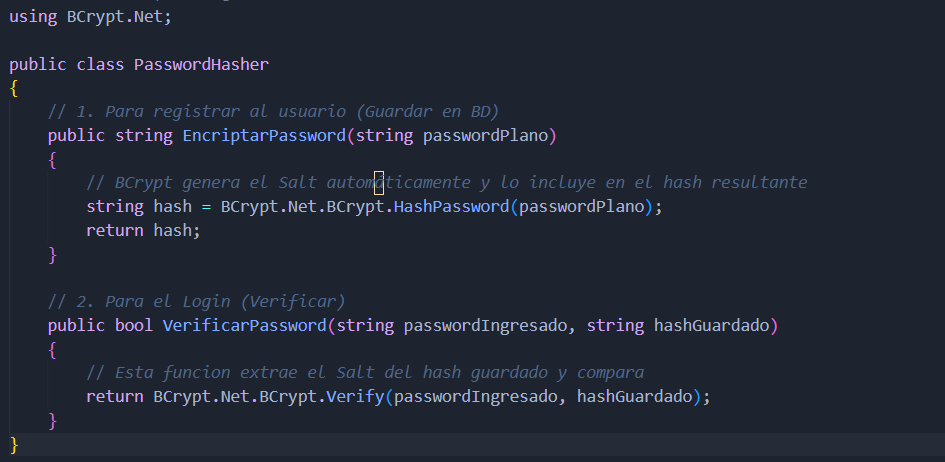 using BCrypt.Net;
public class PasswordHasher
{
// 1. Para registrar al usuario (Guardar en BD)
public string EncriptarPassword(string passwordPlano)
{
// BCrypt genera el Salt automáticamente y lo incluye en el hash resultante
string hash = BCrypt.Net.BCrypt.HashPassword(passwordPlano);
return hash;
}
// 2. Para el Login (Verificar)
public bool VerificarPassword(string passwordIngresado, string hashGuardado)
{
// Esta funcion extrae el Salt del hash guardado y compara
return BCrypt.Net.BCrypt.Verify(passwordIngresado, hashGuardado);
}
}